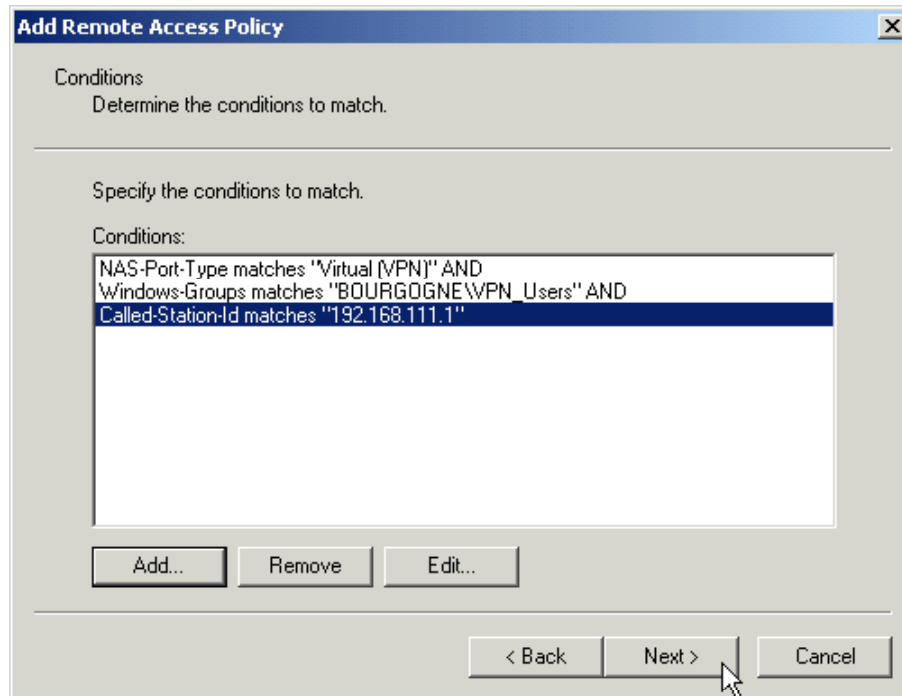 Add Remote Access Policy
Conditions
Determine the conditions to match.
Specify the conditions to match.
Conditions:
NAS-Port-Type matches "Virtual (VPN)" AND
Windows-Groups matches "BOURGOGNE\VPN_Users" AND
Called-Station-Id matches "192.168.111.1"
Add... Remove Edit...
< Back Next > Cancel